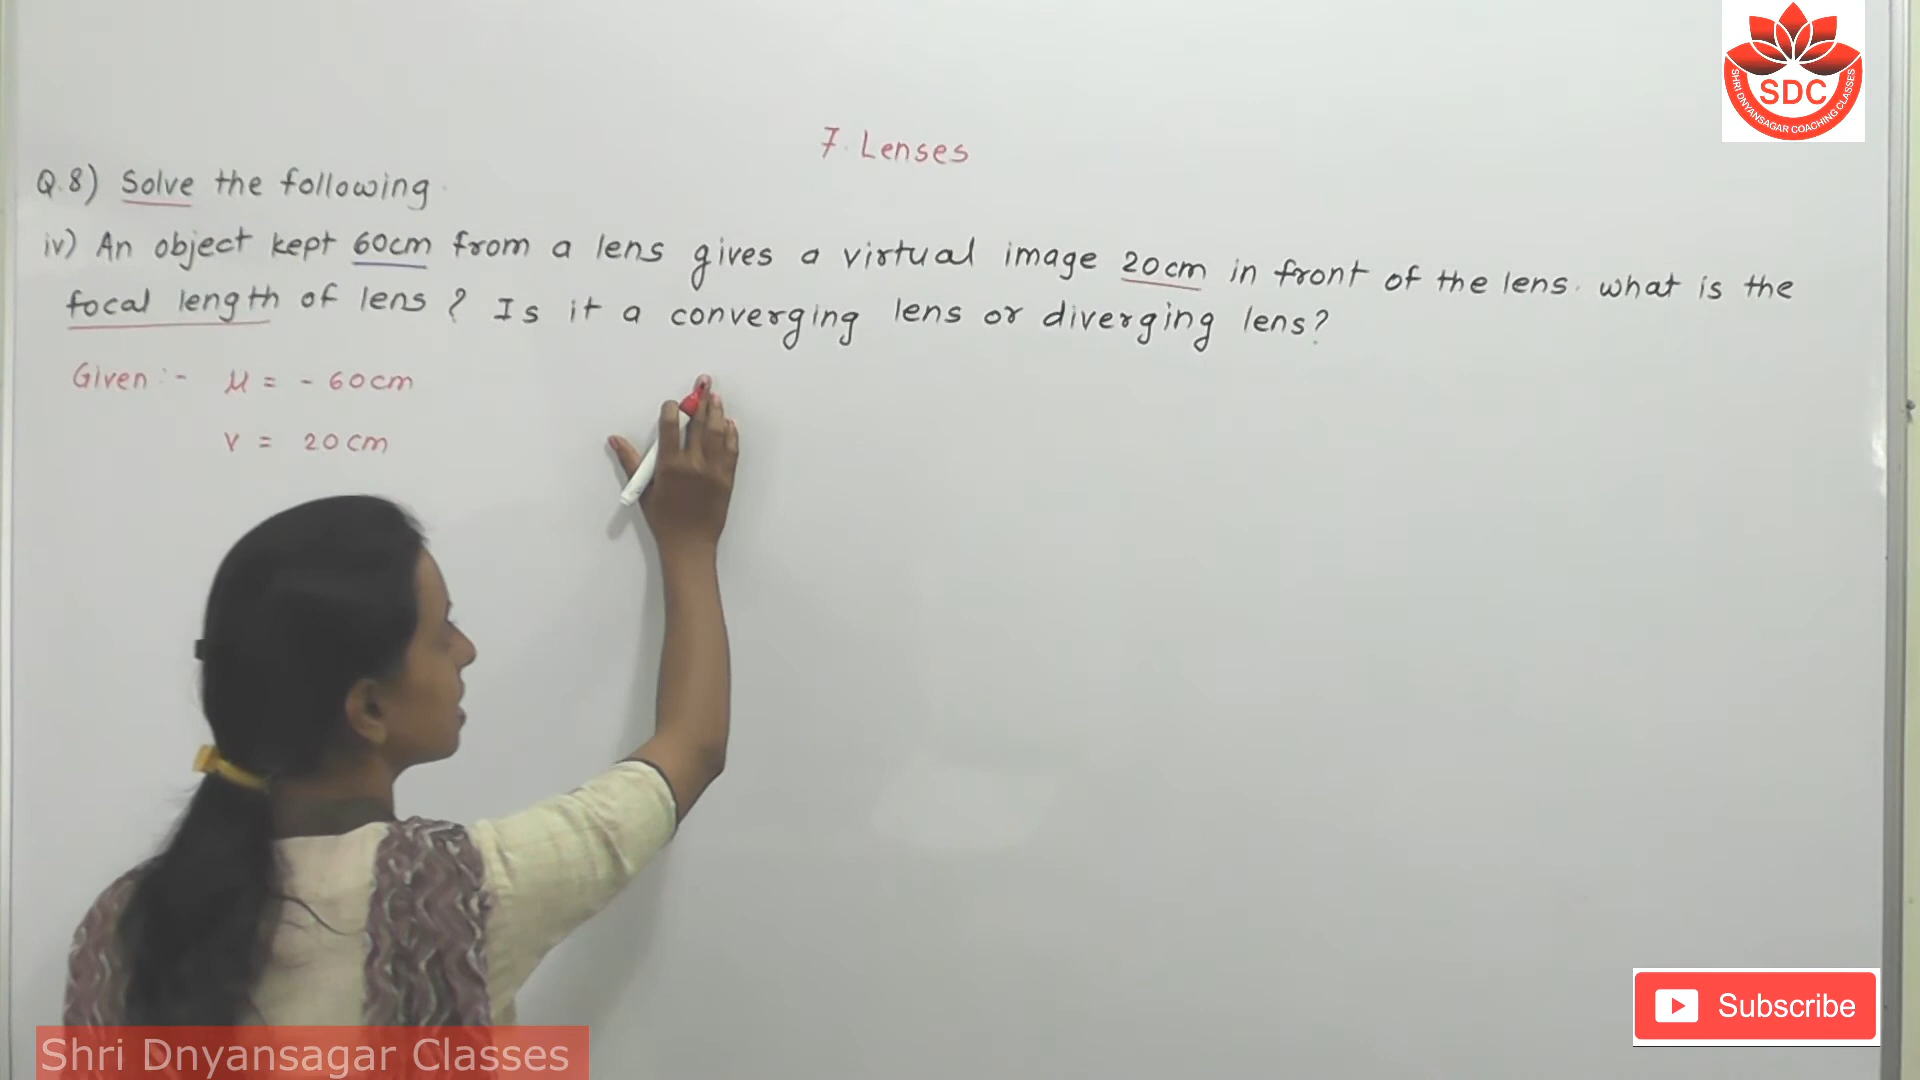 SDC
SHRI DNYANSAGAR COACHING CLASSES
7. Lenses
Q.8) Solve the following.
iv) An object kept 60cm from a lens gives a virtual image 20cm in front of the lens. what is the
focal length of lens? Is it a converging lens or diverging lens?
Given :- u = - 60cm
v = 20cm
Subscribe
Shri Dnyansagar Classes